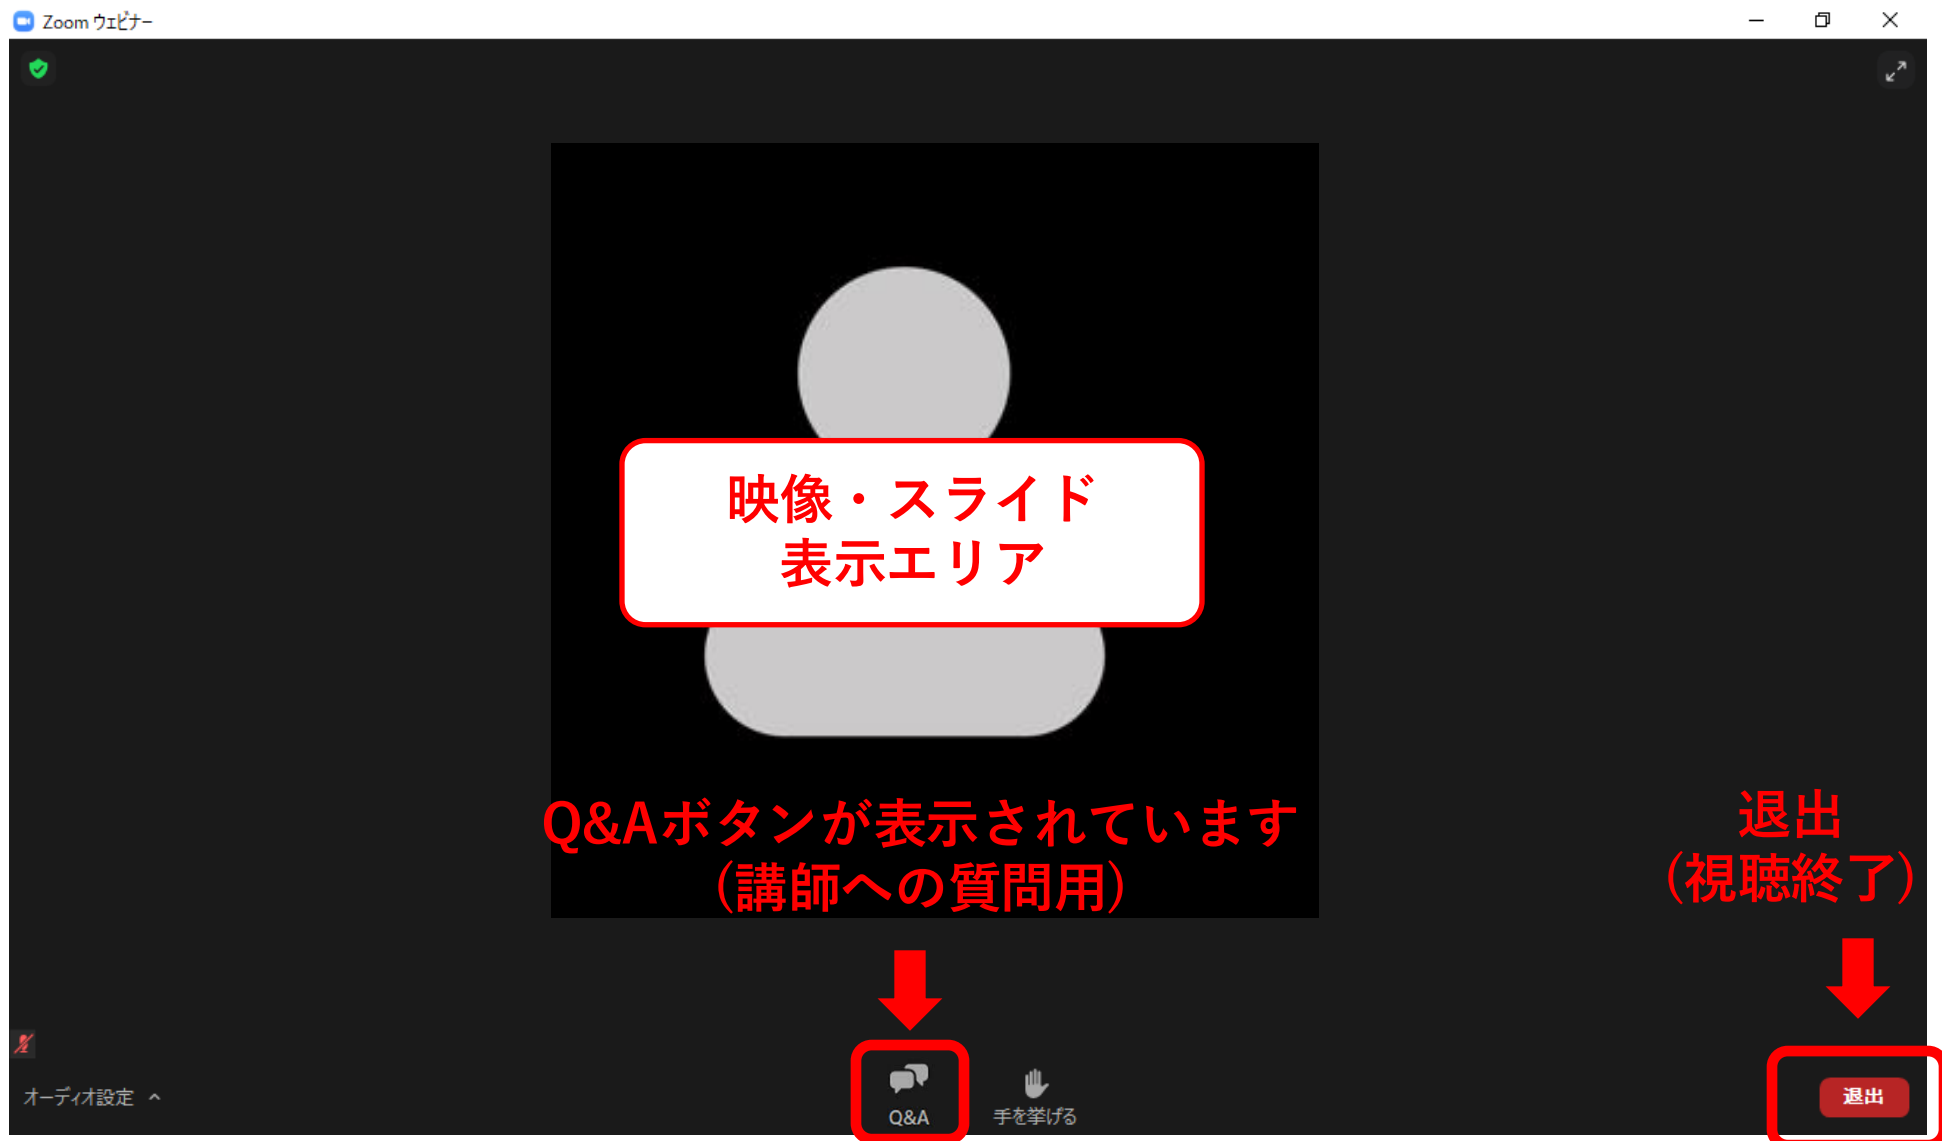 Zoom ウェビナー
映像・スライド
表示エリア
Q&Aボタンが表示されています
(講師への質問用)
退出
(視聴終了)
オーディオ設定
Q&A
手を挙げる
退出